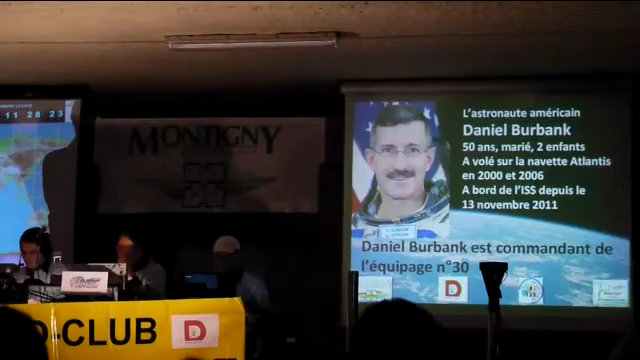 11 28 23
MONTIGNY
L'astronaute américain
Daniel Burbank
50 ans, marié, 2 enfants
A volé sur la navette Atlantis
en 2000 et 2006
A bord de l'ISS depuis le
13 novembre 2011
Daniel Burbank est commandant de
l'équipage n°30
D
O-CLUB
D